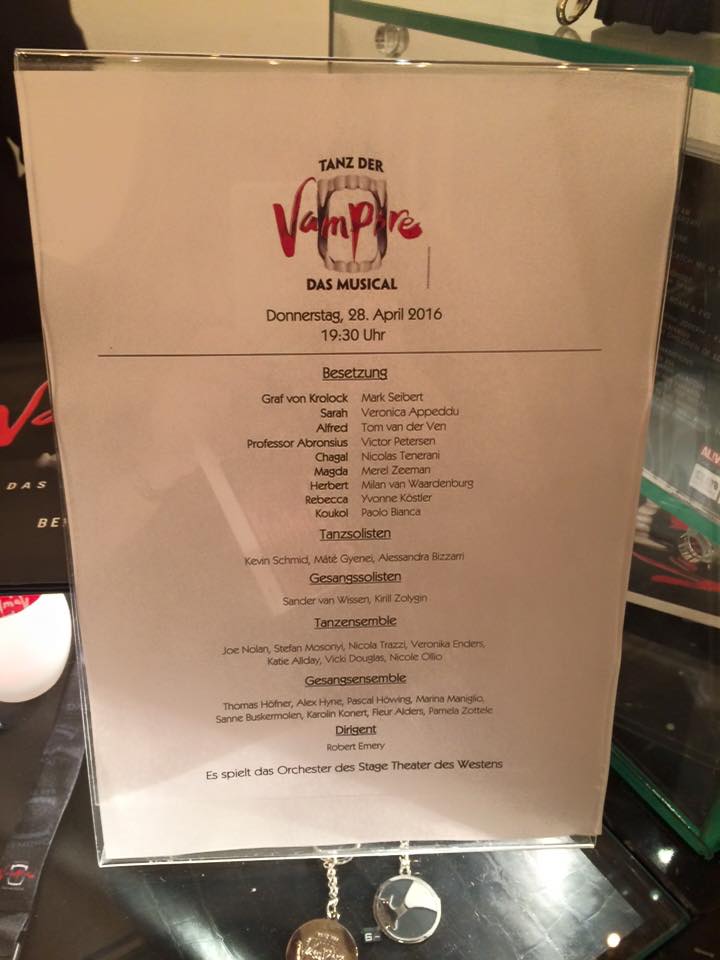 TANZ DER
Vampire
DAS MUSICAL
Donnerstag, 28. April 2016
19:30 Uhr
Besetzung
Graf von Krolock Mark Seibert
Sarah Veronica Appeddu
Alfred Tom van der Ven
Professor Abronsius Victor Petersen
Chagal Nicolas Tenerani
Magda Merel Zeeman
Herbert Milan van Waardenburg
Rebecca Yvonne Köstler
Koukol Paolo Bianca
Tanzsolisten
Kevin Schmid, Máté Gyenei, Alessandra Bizzarri
Gesangssolisten
Sander van Wissen, Kirill Zolygin
Tanzensemble
Joe Nolan, Stefan Mosonyi, Nicola Trazzi, Veronika Enders,
Katie Allday, Vicki Douglas, Nicole Ollio
Gesangsensemble
Thomas Höfner, Alex Hyne, Pascal Höwing, Marina Maniglio,
Sanne Buskermolen, Karolin Konert, Fleur Alders, Pamela Zottele
Dirigent
Robert Emery
Es spielt das Orchester des Stage Theater des Westens
DAS
6.-